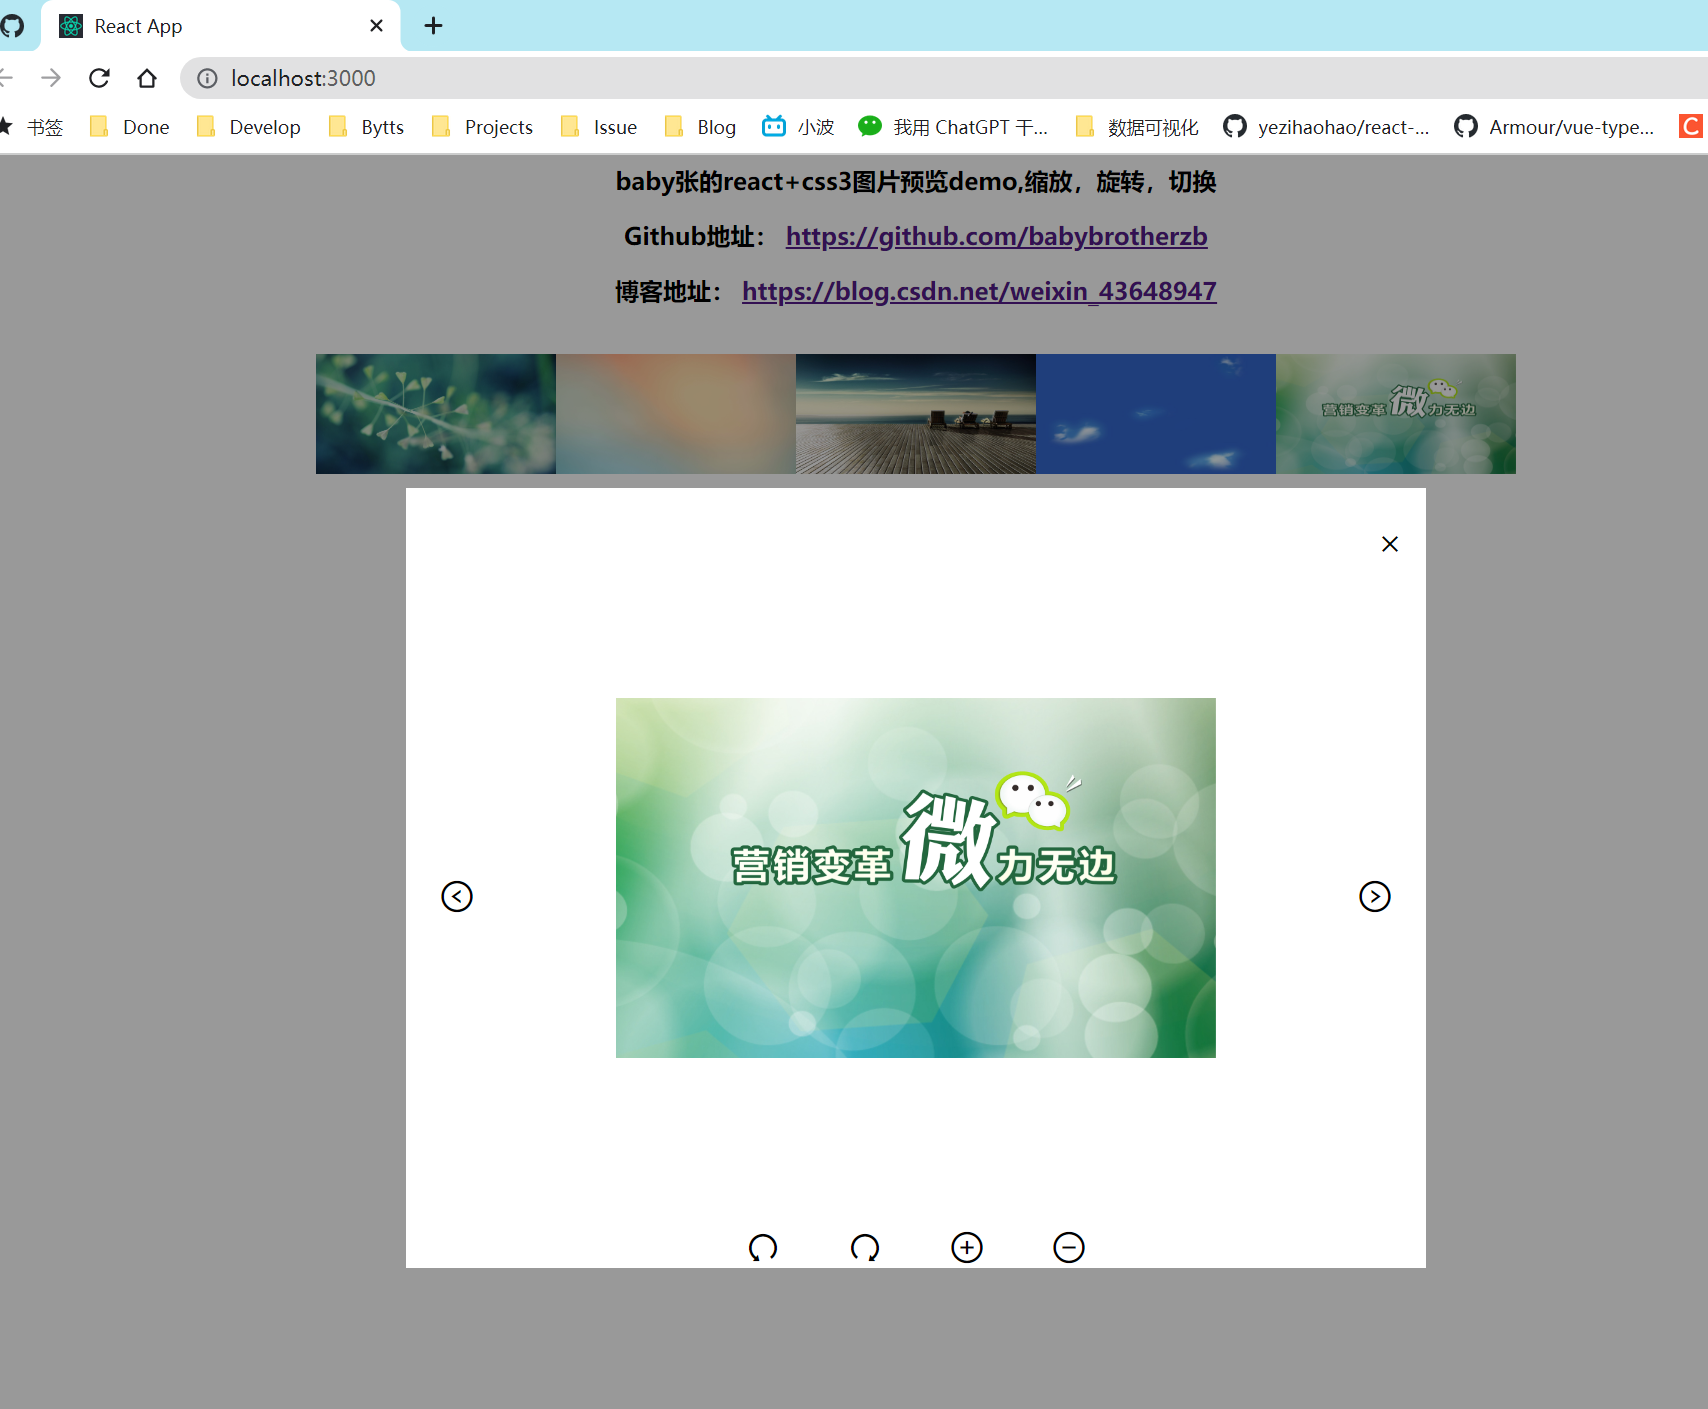 React App
localhost:3000
书签 Done Develop Bytts Projects Issue Blog 小波 我用 ChatGPT 干... 数据可视化 yezihaohao/react-... Armour/vue-type... C
baby张的react+css3图片预览demo,缩放，旋转，切换
Github地址： https://github.com/babybrotherzb
博客地址： https://blog.csdn.net/weixin_43648947
营销变革微力无边
营销变革微力无边